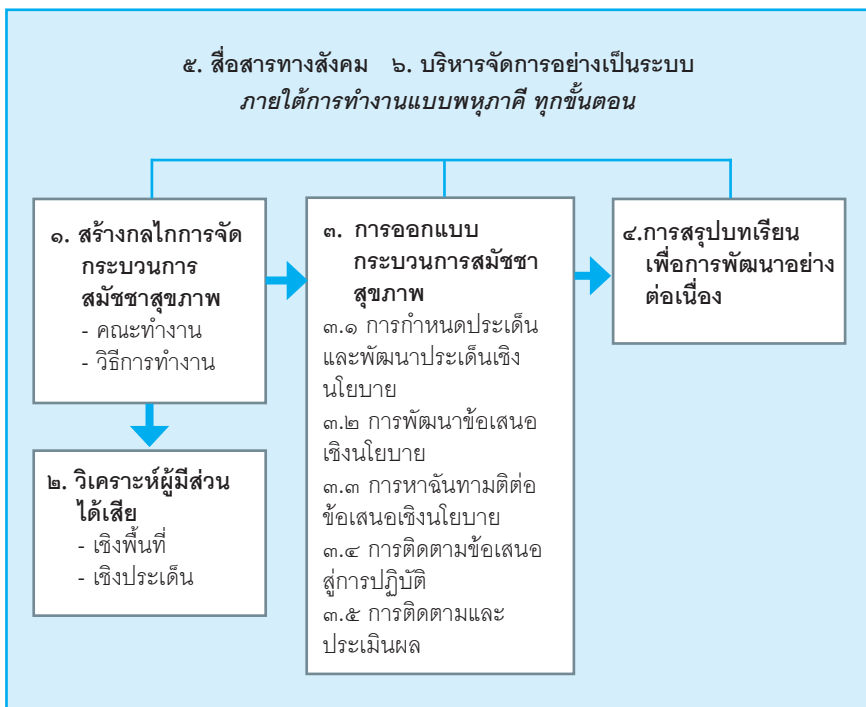 ๕. สื่อสารทางสังคม ๖. บริหารจัดการอย่างเป็นระบบ
ภายใต้การทำงานแบบพหุภาคี ทุกขั้นตอน
๑. สร้างกลไกการจัด
กระบวนการ
สมัชชาสุขภาพ
- คณะทำงาน
- วิธีการทำงาน
๒. วิเคราะห์ผู้มีส่วน
ได้เสีย
- เชิงพื้นที่
- เชิงประเด็น
๓. การออกแบบ
กระบวนการสมัชชา
สุขภาพ
๓.๑ การกำหนดประเด็น
และพัฒนาประเด็นเชิง
นโยบาย
๓.๒ การพัฒนาข้อเสนอ
เชิงนโยบาย
๓.๓ การหาฉันทามติต่อ
ข้อเสนอเชิงนโยบาย
๓.๔ การติดตามข้อเสนอ
สู่การปฏิบัติ
๓.๕ การติดตามและ
ประเมินผล
๔.การสรุปบทเรียน
เพื่อการพัฒนาอย่าง
ต่อเนื่อง